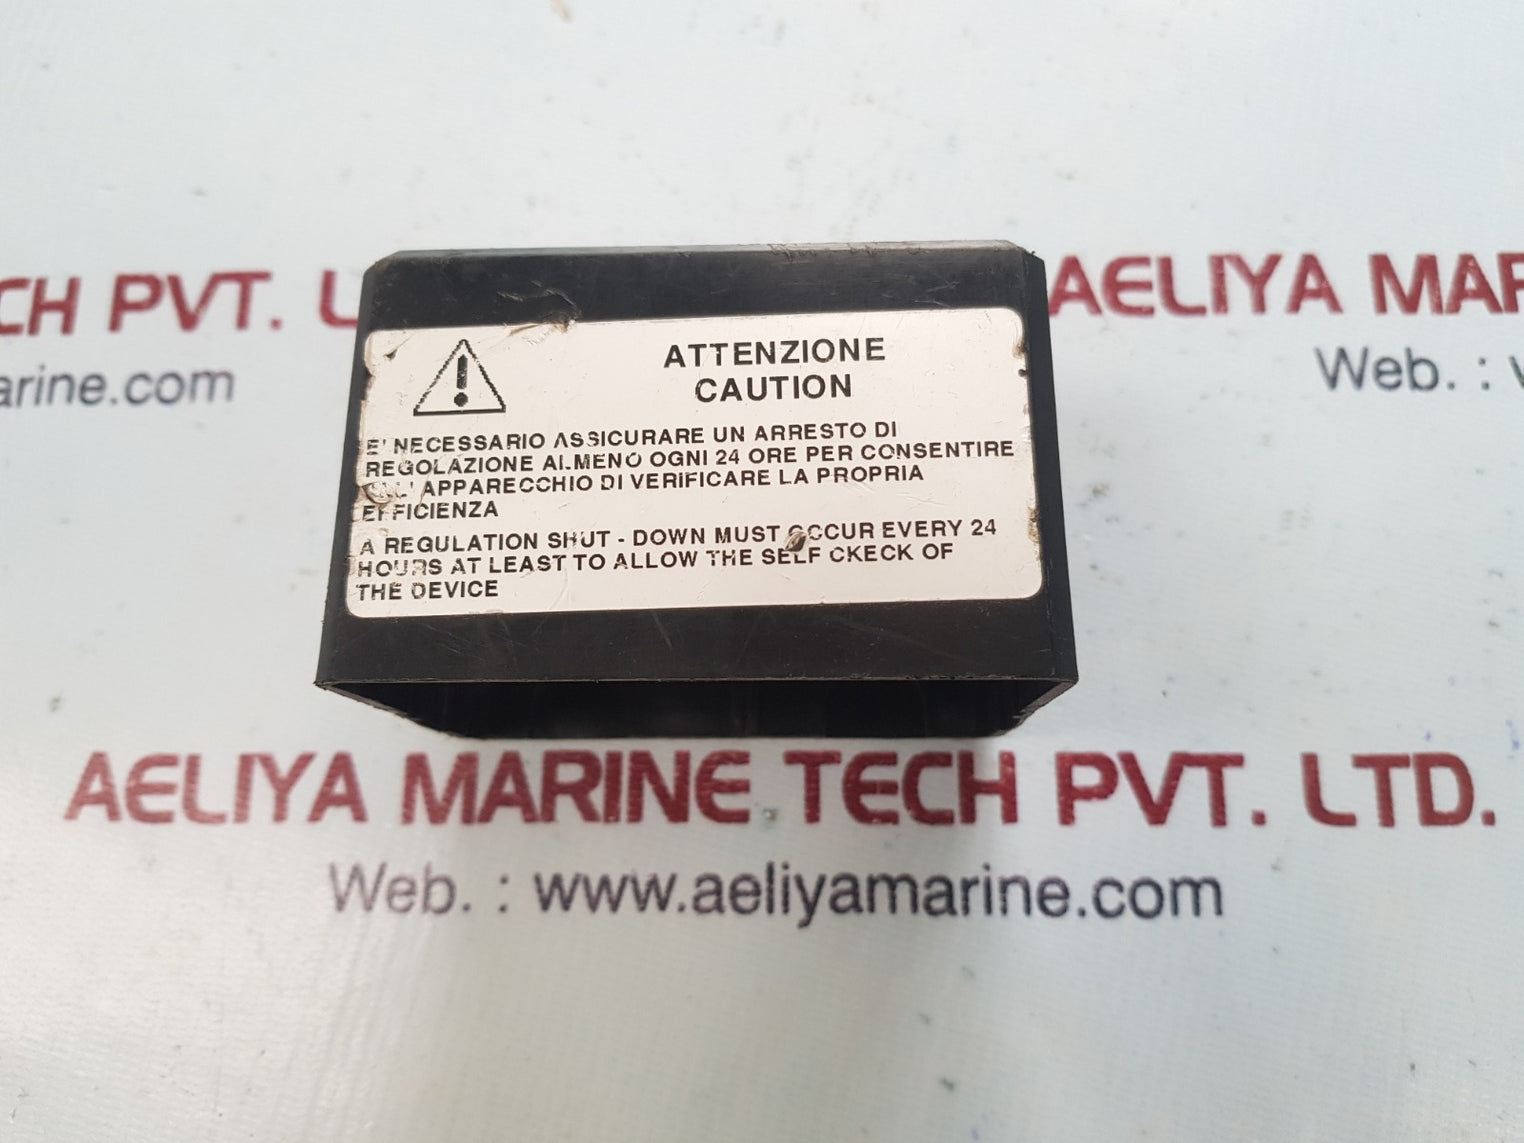 CH PVT. L
arine.com
AELIYA MAR
Web. :
ATTENZIONE
CAUTION
E' NECESSARIO ASSICURARE UN ARRESTO DI
REGOLAZIONE ALMENO OGNI 24 ORE PER CONSENTIRE
ALL'APPARECCHIO DI VERIFICARE LA PROPRIA
EFFICIENZA
A REGULATION SHUT - DOWN MUST OCCUR EVERY 24
HOURS AT LEAST TO ALLOW THE SELF CKECK OF
THE DEVICE
AELIYA MARINE TECH PVT. LTD.
Web. : www.aeliyamarine.com